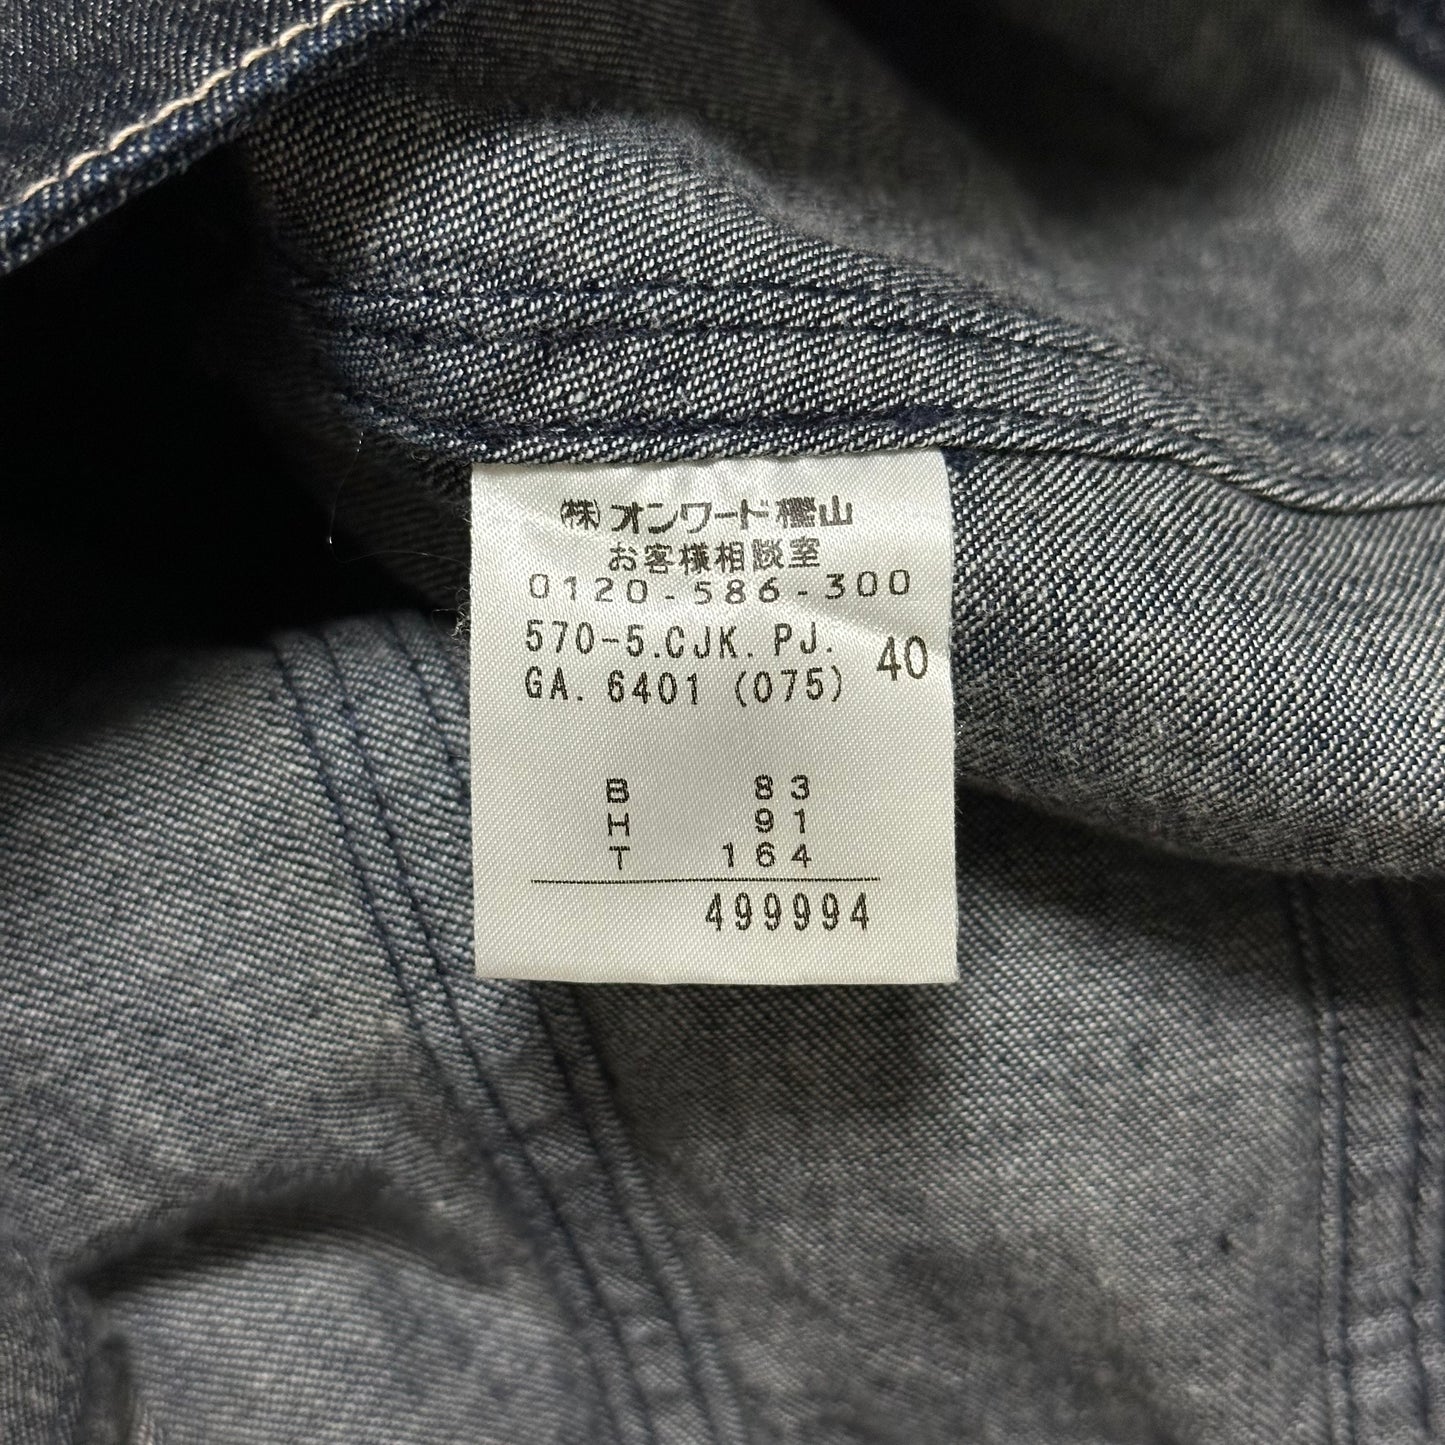 ㈱オンワード樫山
お客様相談室
0120-586-300
570-5.CJK. PJ. 40
GA. 6401 (075)
B 83
H 91
T 164
499994